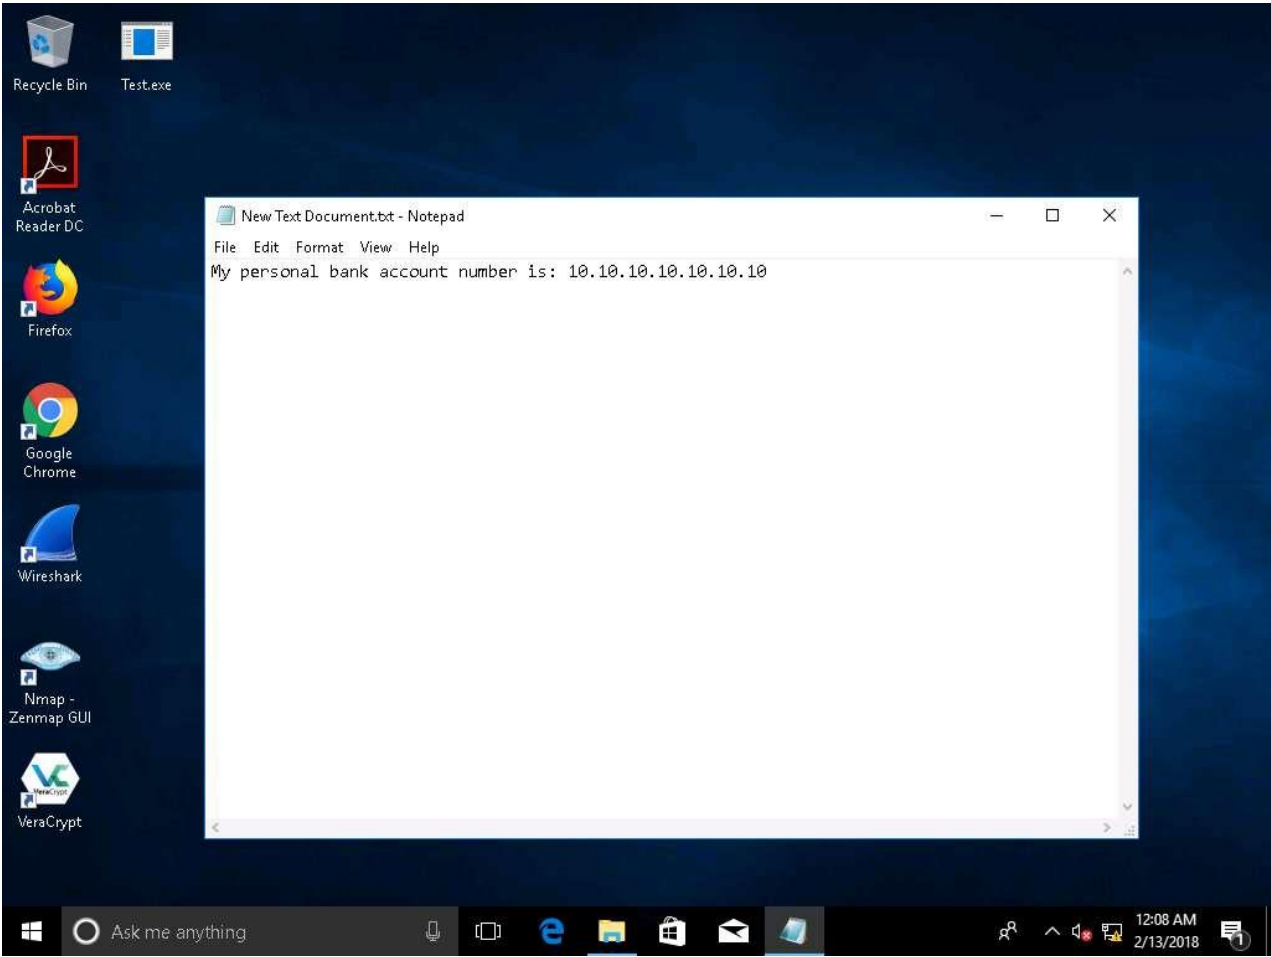 Recycle Bin
Test.exe
Acrobat
Reader DC
Firefox
Google
Chrome
Wireshark
Nmap -
Zenmap GUI
VeraCrypt
VeraCrypt
New Text Document.txt - Notepad
File Edit Format View Help
My personal bank account number is: 10.10.10.10.10.10.10
Ask me anything
12:08 AM
2/13/2018
1